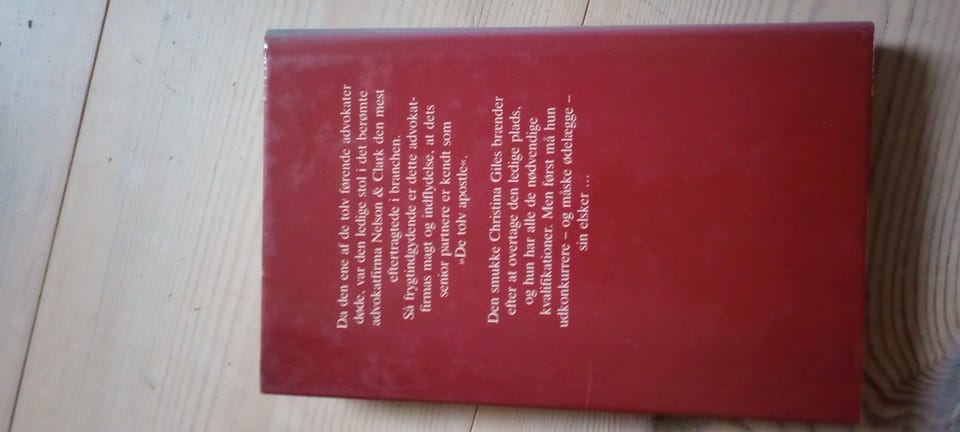 Da den ene af de tolv førende advokater
døde, var den ledige stol i det berømte
advokatfirma Nelson & Clark den mest
eftertragtede i branchen.
Så frygtindgydende er dette advokat-
firmas magt og indflydelse, at dets
senior partnere er kendt som
»De tolv apostle«.
Den smukke Christina Giles brænder
efter at overtage den ledige plads,
og hun har alle de nødvendige
kvalifikationer. Men først må hun
udkonkurrere – og måske ødelægge –
sin elsker ...